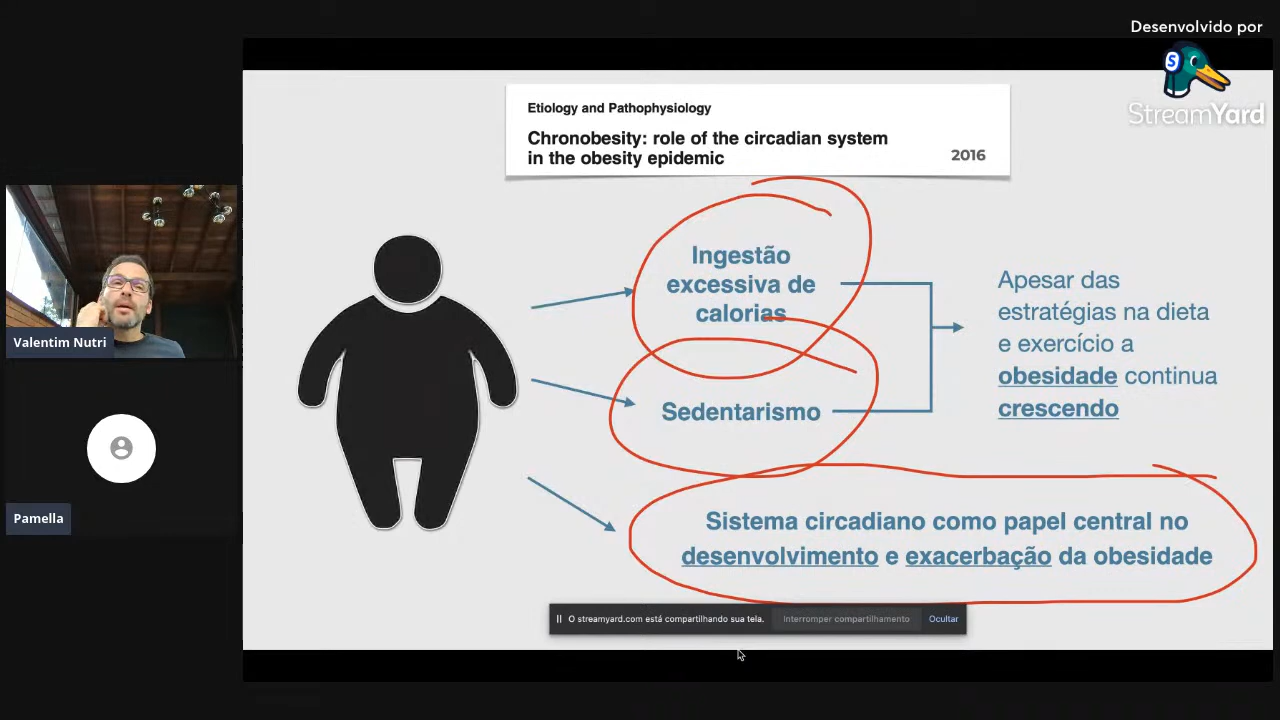 Desenvolvido por
S
StreamYard
Etiology and Pathophysiology
Chronobesity: role of the circadian system
in the obesity epidemic
2016
Ingestão
excessiva de
calorias
Sedentarismo
Apesar das
estratégias na dieta
e exercício a
obesidade continua
crescendo
Sistema circadiano como papel central no
desenvolvimento e exacerbação da obesidade
Valentim Nutri
Pamella
O streamyard.com está compartilhando sua tela.
Interromper compartilhamento
Ocultar